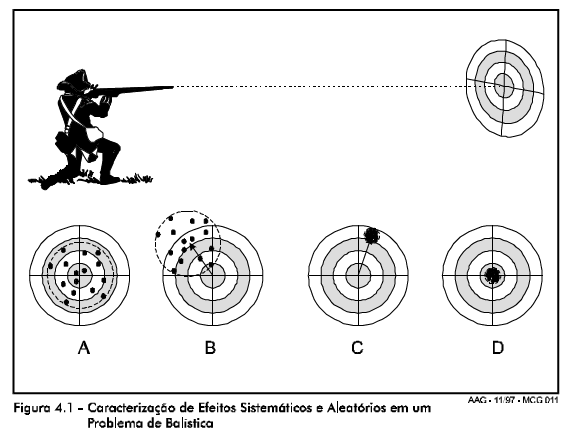 A B C D
AAG - 11/97 - MCG 011
Figura 4.1 - Caracterização de Efeitos Sistemáticos e Aleatórios em um
Problema de Balística